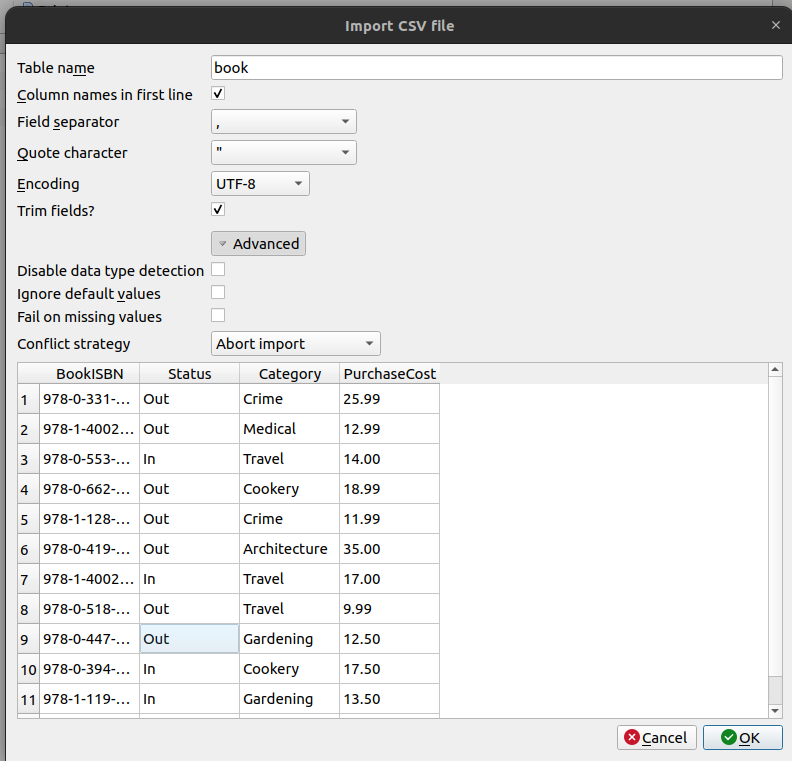 Import CSV file ×
Table name book
Column names in first line
Field separator ,
Quote character "
Encoding UTF-8
Trim fields?
Advanced
Disable data type detection
Ignore default values
Fail on missing values
Conflict strategy Abort import
BookISBN Status Category PurchaseCost
1 978-0-331-... Out Crime 25.99
2 978-1-4002... Out Medical 12.99
3 978-0-553-... In Travel 14.00
4 978-0-662-... Out Cookery 18.99
5 978-1-128-... Out Crime 11.99
6 978-0-419-... Out Architecture 35.00
7 978-1-4002... In Travel 17.00
8 978-0-518-... Out Travel 9.99
9 978-0-447-... Out Gardening 12.50
10 978-0-394-... In Cookery 17.50
11 978-1-119-... In Gardening 13.50
Cancel OK